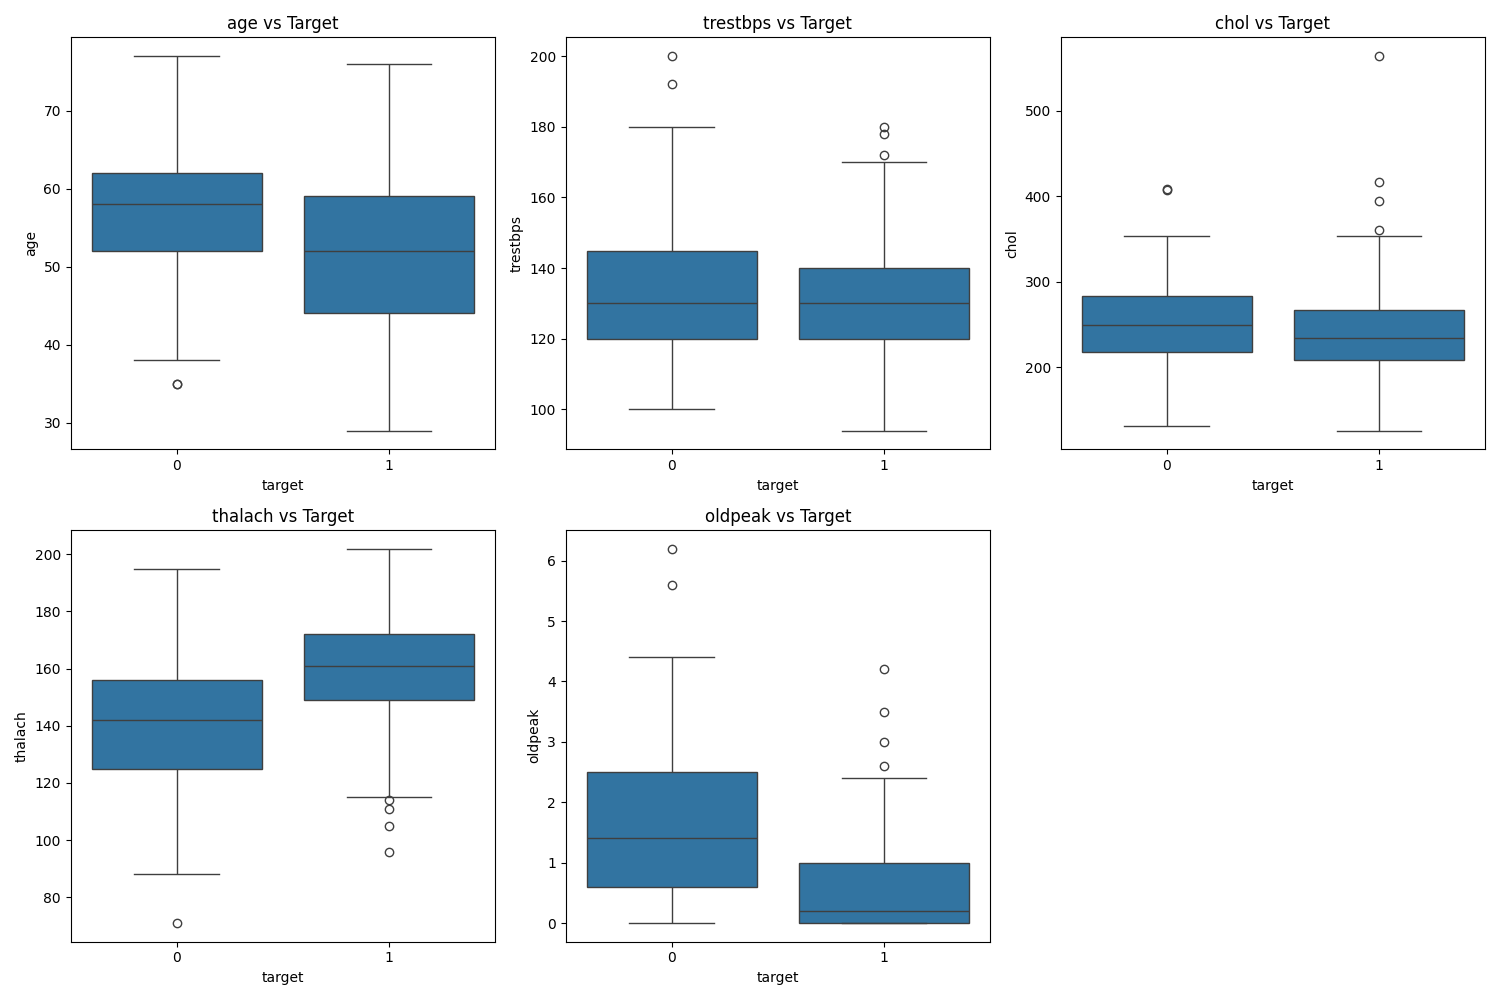 age vs Target
trestbps vs Target
chol vs Target
age
70
60
50
40
30
0
1
target
trestbps
200
180
160
140
120
100
0
1
target
chol
500
400
300
200
0
1
target
thalach vs Target
oldpeak vs Target
thalach
200
180
160
140
120
100
80
0
1
target
oldpeak
6
5
4
3
2
1
0
0
1
target